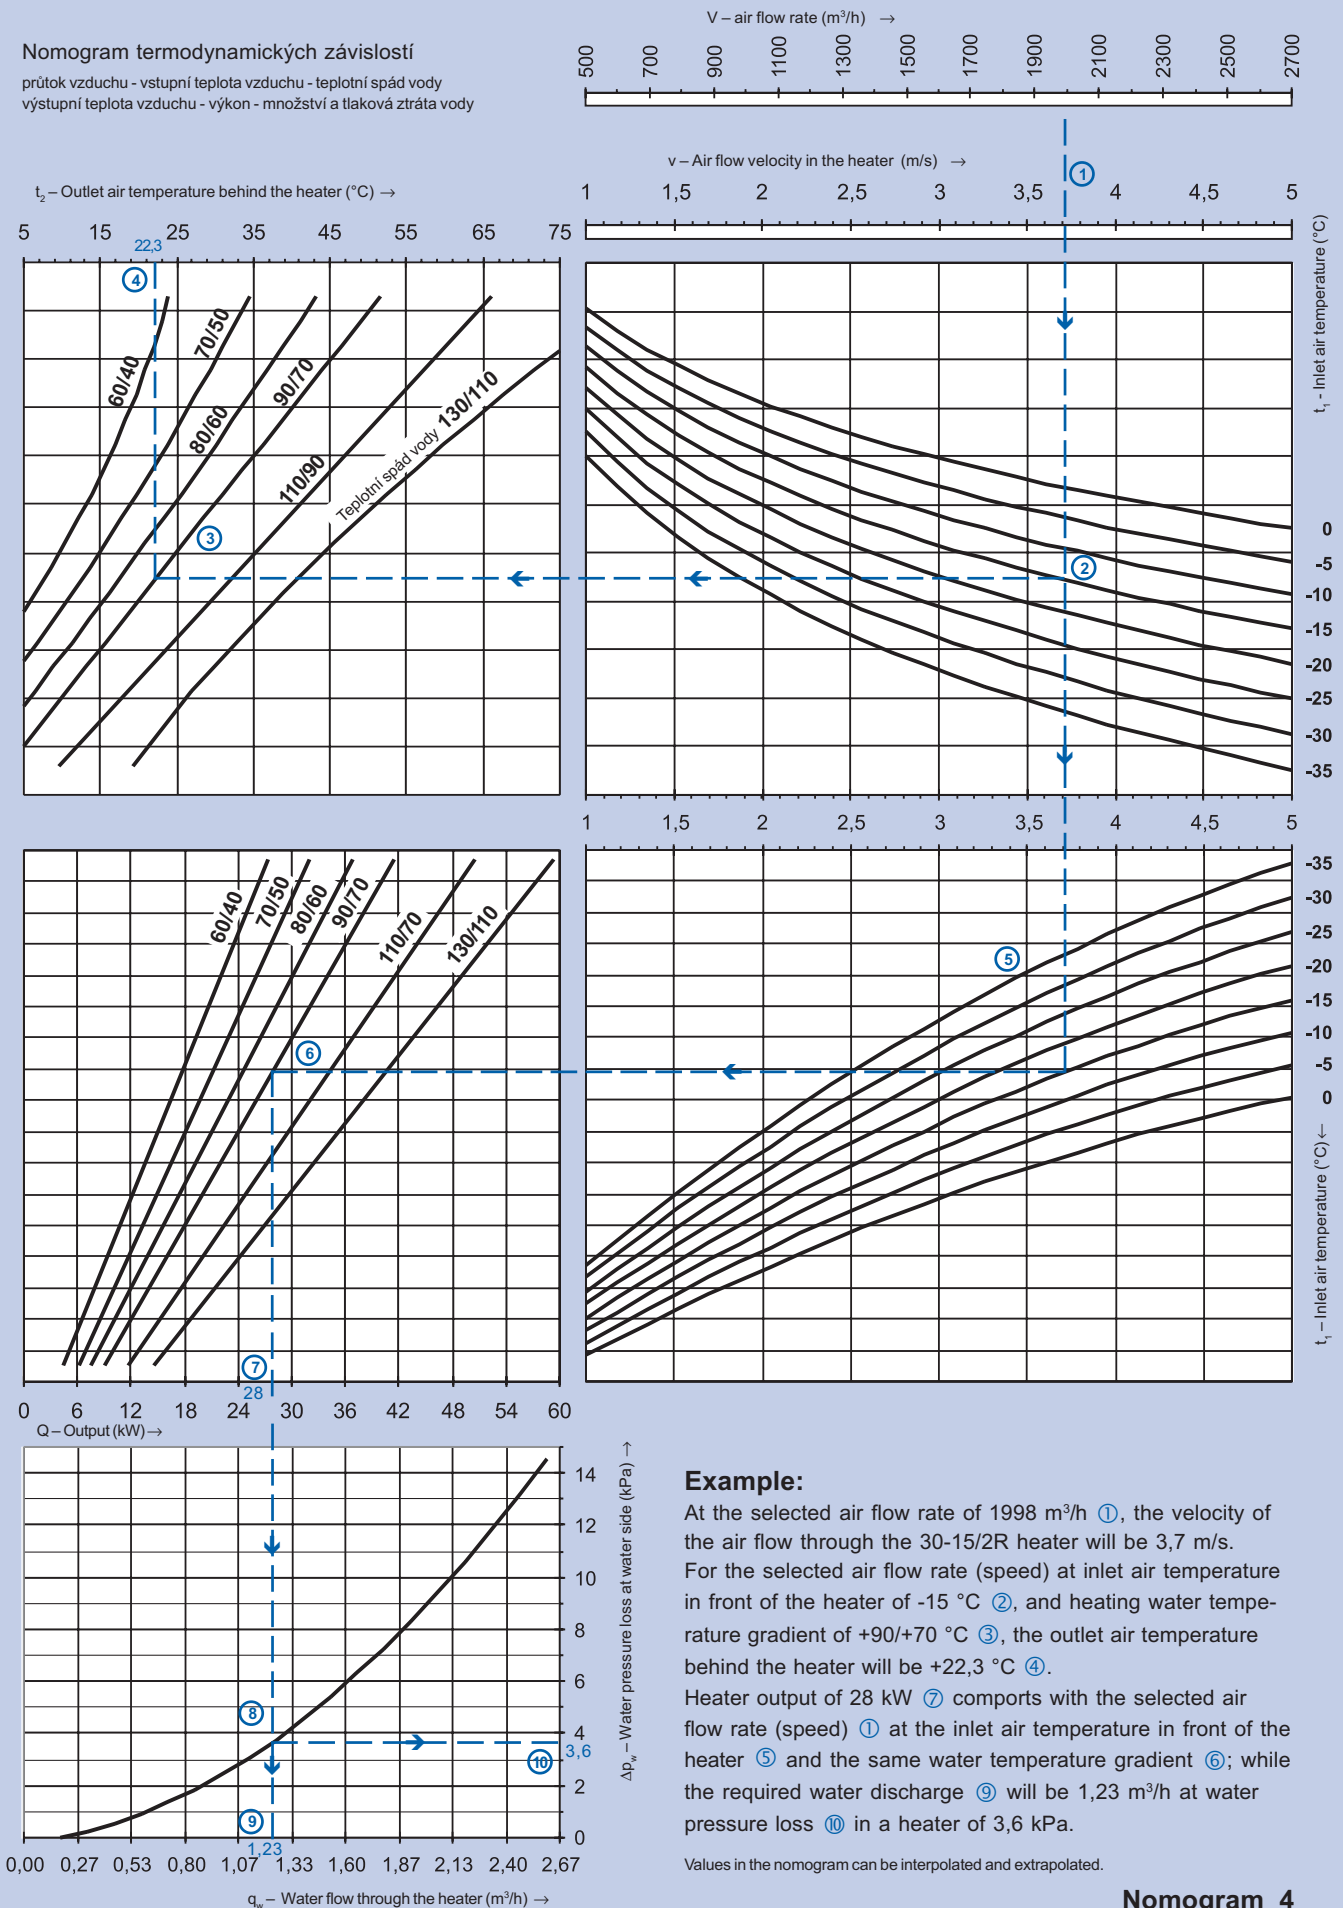 V – air flow rate (m³/h) →
Nomogram termodynamických závislostí
průtok vzduchu - vstupní teplota vzduchu - teplotní spád vody
výstupní teplota vzduchu - výkon - množství a tlaková ztráta vody
500 700 900 1100 1300 1500 1700 1900 2100 2300 2500 2700
v – Air flow velocity in the heater (m/s) →
1 1,5 2 2,5 3 3,5 4 4,5 5
①
t₂ – Outlet air temperature behind the heater (°C) →
5 15 25 35 45 55 65 75
22,3
④
60/40
70/50
80/60
90/70
110/90
Teplotní spád vody 130/110
③
②
t₁ - Inlet air temperature (°C)
0
-5
-10
-15
-20
-25
-30
-35
1 1,5 2 2,5 3 3,5 4 4,5 5
60/40
70/50
80/60
90/70
110/70
130/110
⑥
⑤
-35
-30
-25
-20
-15
-10
-5
0
t₁ – Inlet air temperature (°C) ←
⑦
28
0 6 12 18 24 30 36 42 48 54 60
Q – Output (kW) →
14
12
10
8
6
4
3,6
2
0
Δp_w – Water pressure loss at water side (kPa) →
⑧
⑩
⑨
1,23
0,00 0,27 0,53 0,80 1,07 1,33 1,60 1,87 2,13 2,40 2,67
q_w – Water flow through the heater (m³/h) →
Example:
At the selected air flow rate of 1998 m³/h ①, the velocity of
the air flow through the 30-15/2R heater will be 3,7 m/s.
For the selected air flow rate (speed) at inlet air temperature
in front of the heater of -15 °C ②, and heating water tempe-
rature gradient of +90/+70 °C ③, the outlet air temperature
behind the heater will be +22,3 °C ④.
Heater output of 28 kW ⑦ comports with the selected air
flow rate (speed) ① at the inlet air temperature in front of the
heater ⑤ and the same water temperature gradient ⑥; while
the required water discharge ⑨ will be 1,23 m³/h at water
pressure loss ⑩ in a heater of 3,6 kPa.
Values in the nomogram can be interpolated and extrapolated.
Nomogram 4